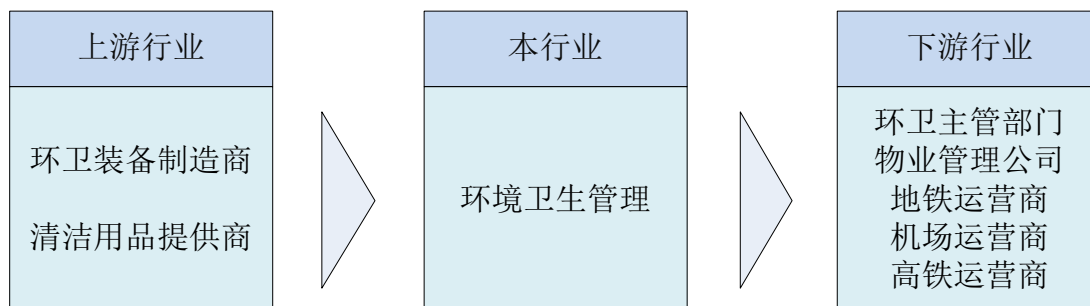 上游行业
环卫装备制造商
清洁用品提供商
本行业
环境卫生管理
下游行业
环卫主管部门
物业管理公司
地铁运营商
机场运营商
高铁运营商